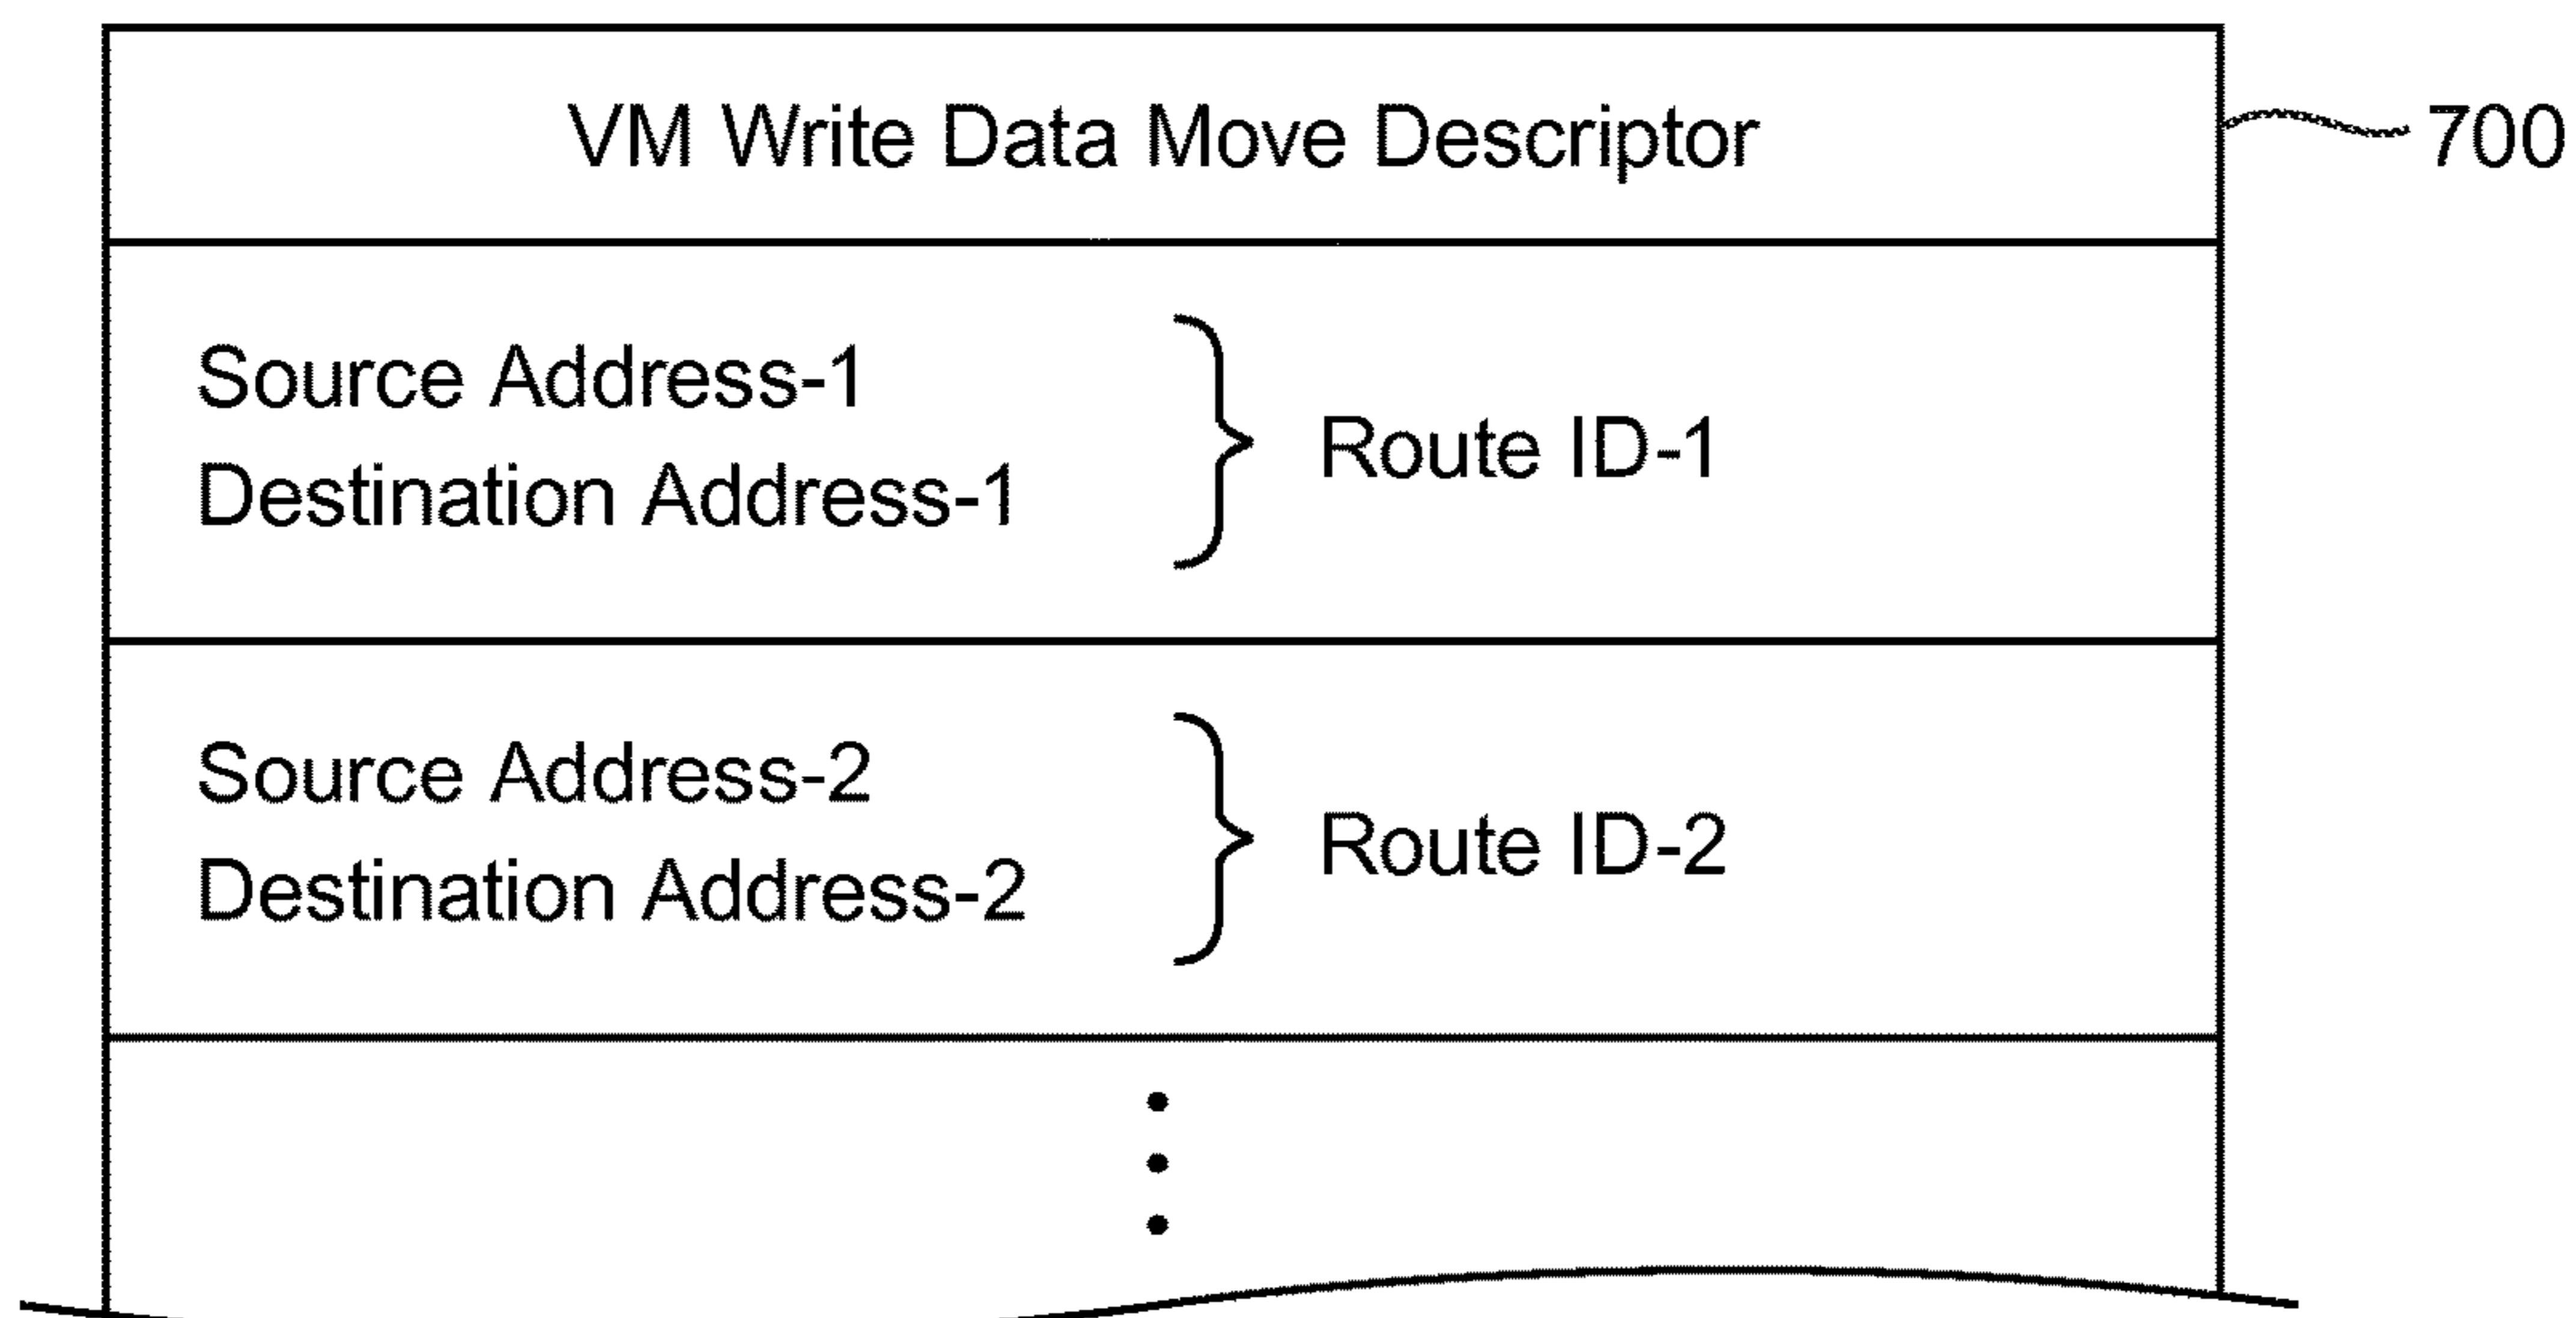 VM Write Data Move Descriptor
700
Source Address-1
Destination Address-1
Route ID-1
Source Address-2
Destination Address-2
Route ID-2